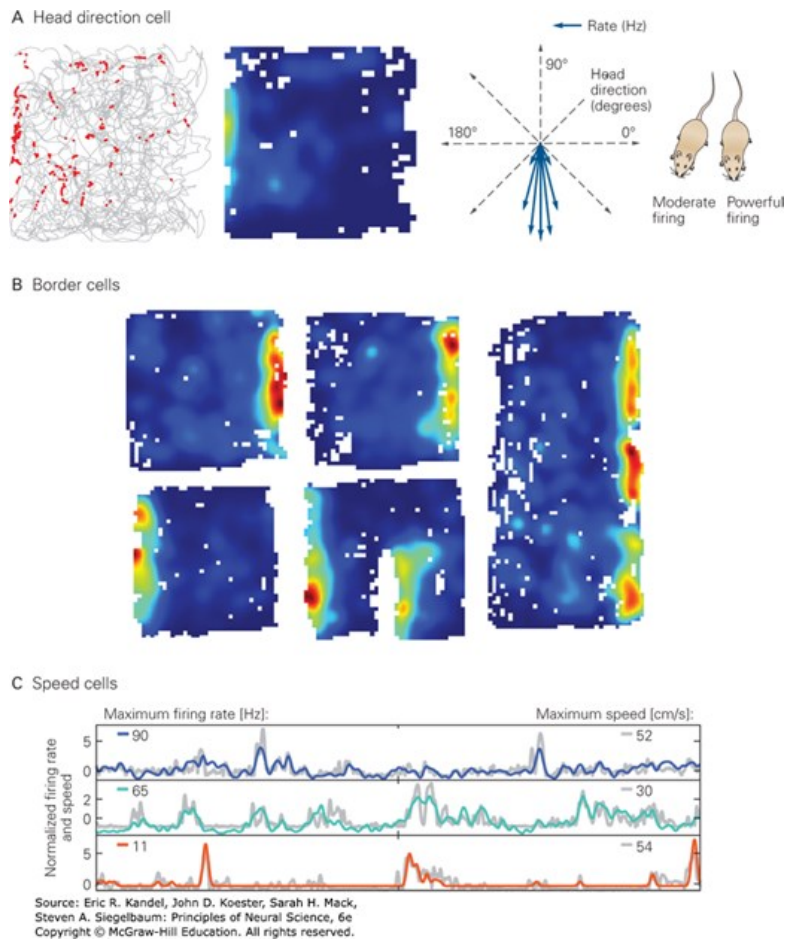 A Head direction cell
Rate (Hz)
90°
Head
direction
(degrees)
180°
0°
Moderate
firing
Powerful
firing
B Border cells
C Speed cells
Maximum firing rate [Hz]:
Maximum speed [cm/s]:
Normalized firing rate
and speed
90
52
5
0
65
30
2
0
11
54
5
0
Source: Eric R. Kandel, John D. Koester, Sarah H. Mack,
Steven A. Siegelbaum: Principles of Neural Science, 6e
Copyright © McGraw-Hill Education. All rights reserved.